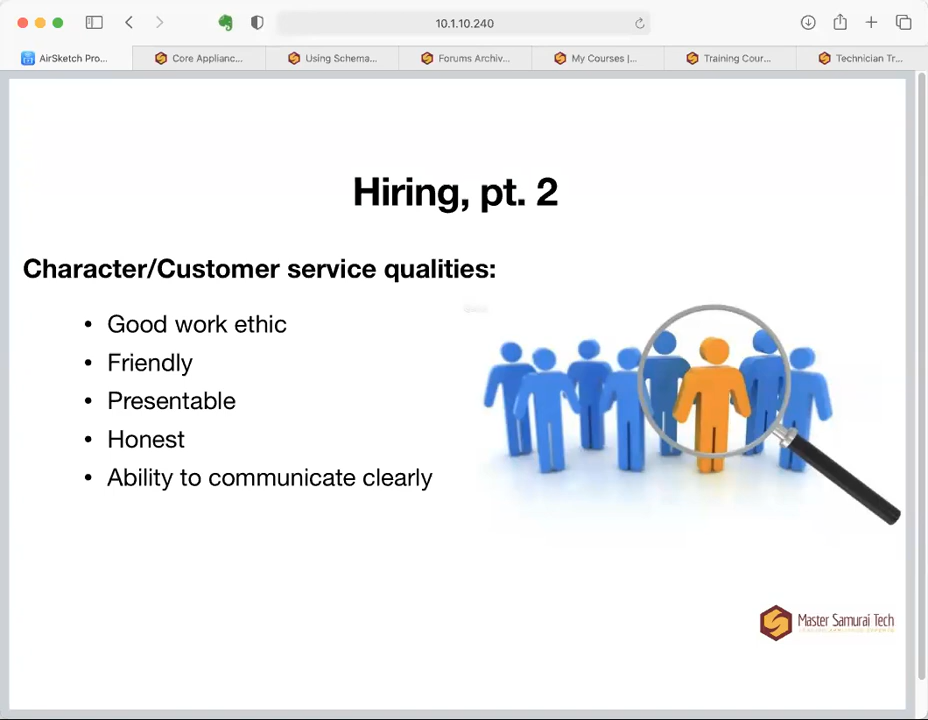 10.1.10.240
AirSketch Pro...
Core Applianc...
Using Schema...
Forums Archiv...
My Courses |...
Training Cour...
Technician Tr...
Hiring, pt. 2
Character/Customer service qualities:
• Good work ethic
• Friendly
• Presentable
• Honest
• Ability to communicate clearly
Master Samurai Tech